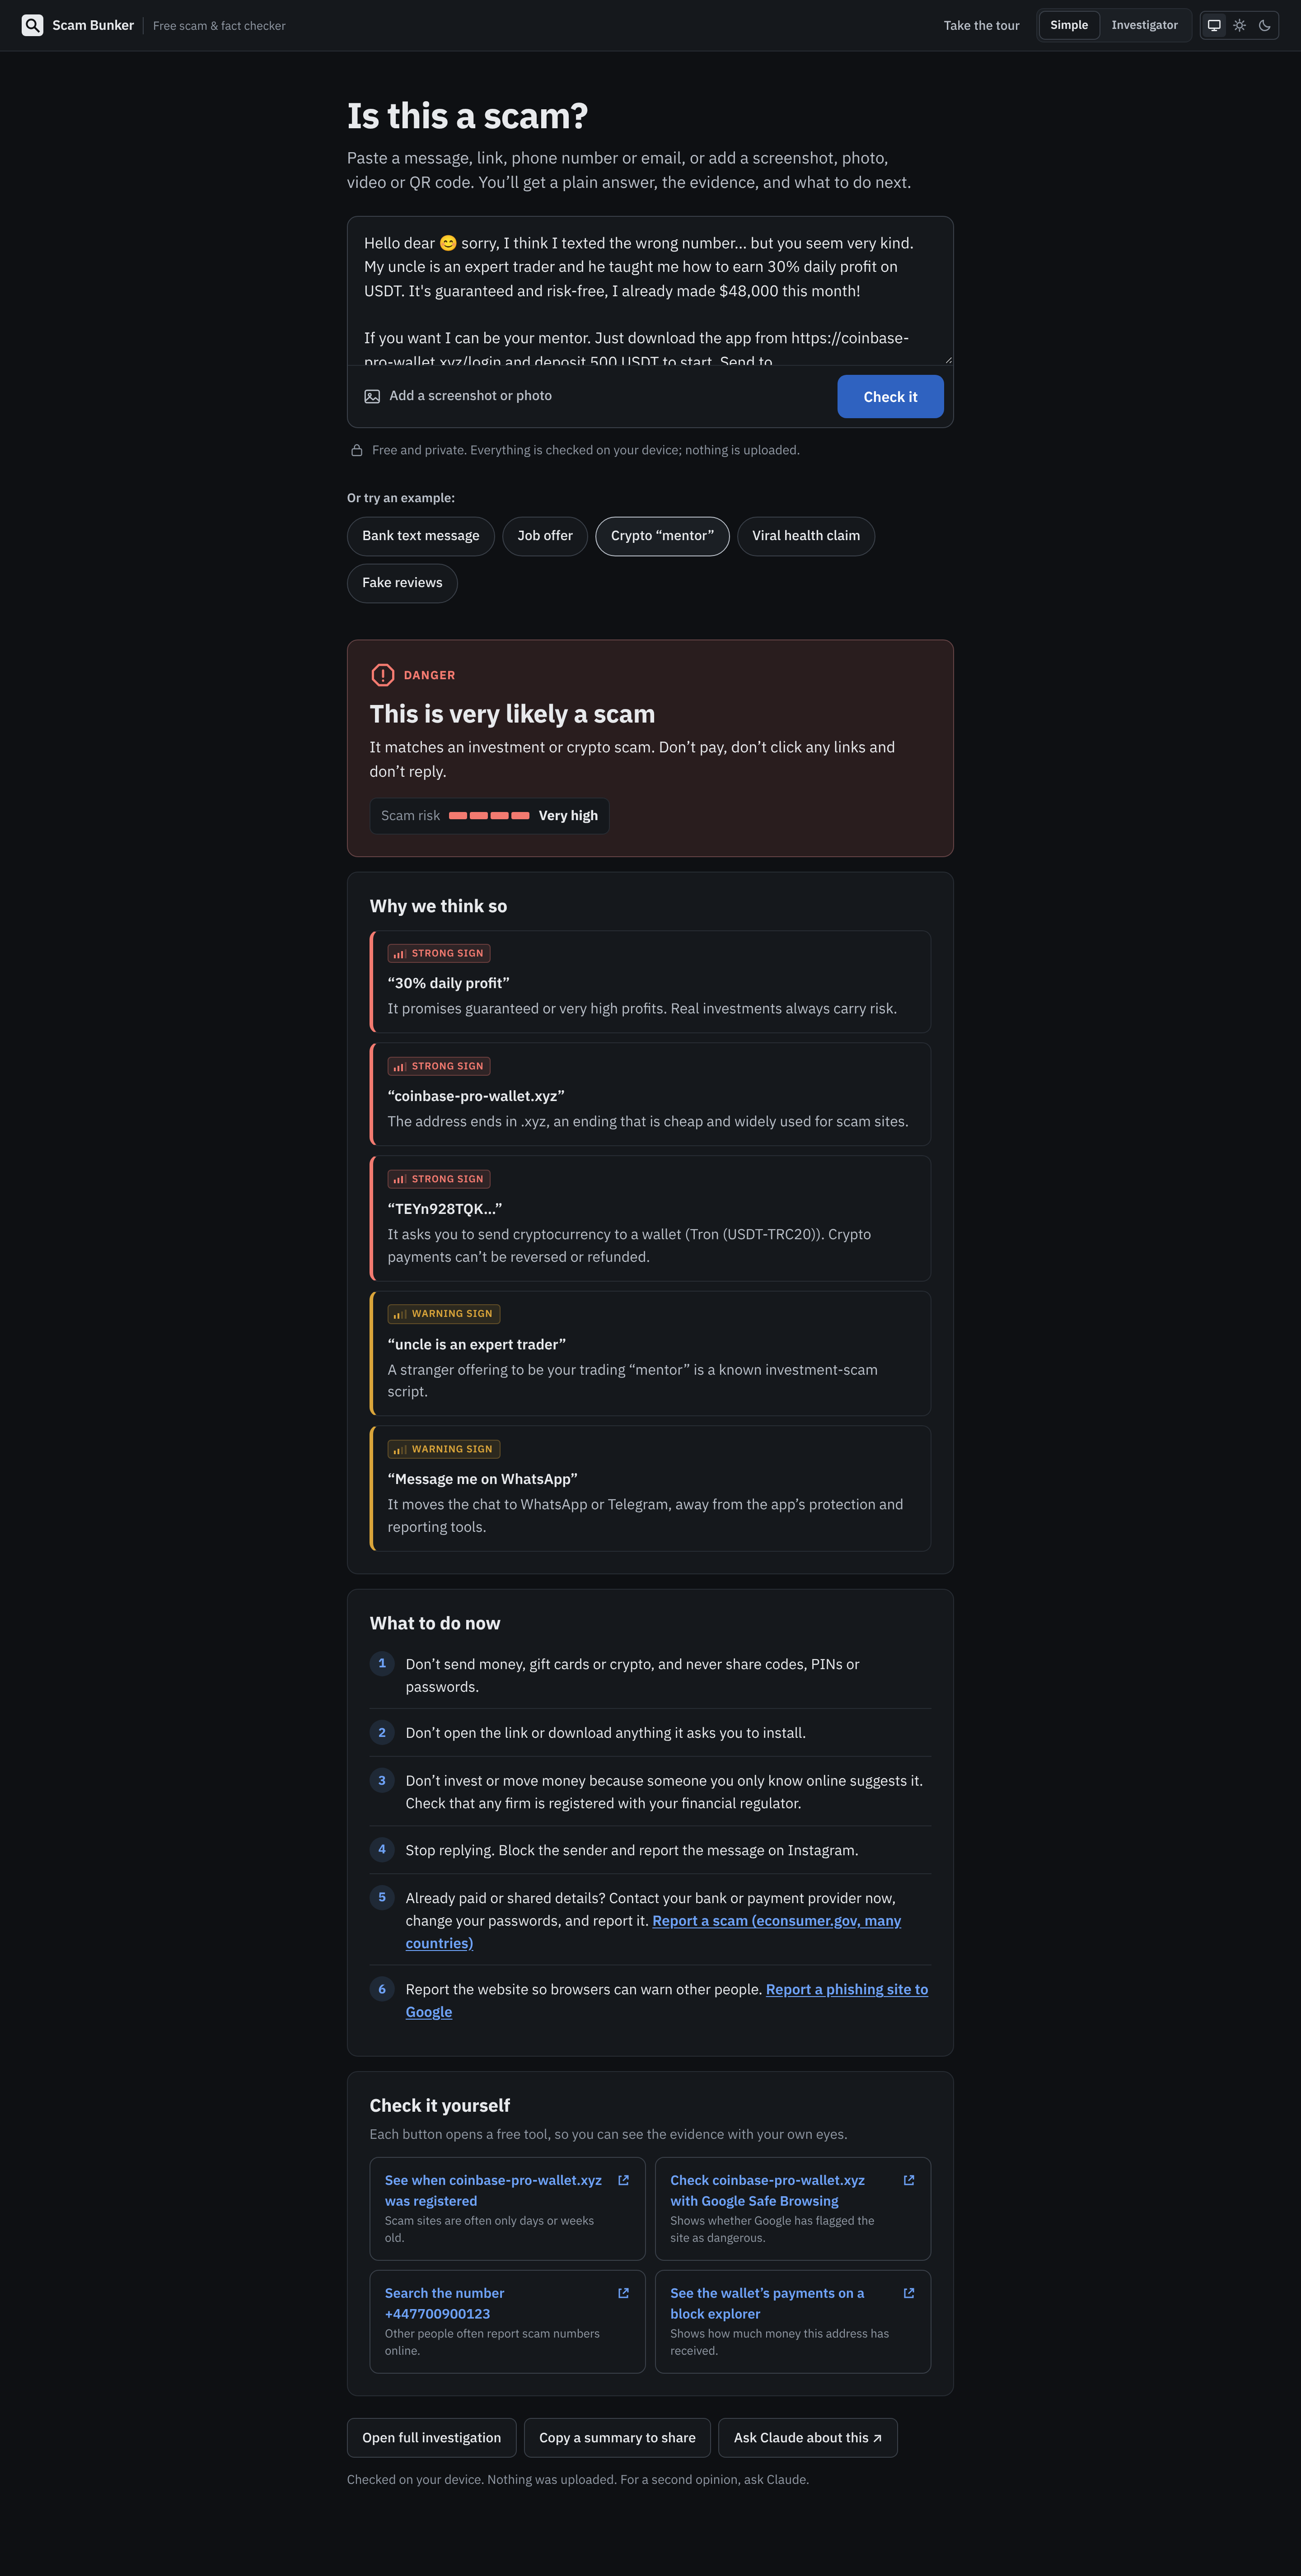 Scam Bunker
Free scam & fact checker
Take the tour
Simple
Investigator
Is this a scam?
Paste a message, link, phone number or email, or add a screenshot, photo,
video or QR code. You’ll get a plain answer, the evidence, and what to do next.
Hello dear 😊 sorry, I think I texted the wrong number... but you seem very kind.
My uncle is an expert trader and he taught me how to earn 30% daily profit on
USDT. It's guaranteed and risk-free, I already made $48,000 this month!
If you want I can be your mentor. Just download the app from https://coinbase-
pro-wallet.xyz/login and deposit 500 USDT to start. Send to
Add a screenshot or photo
Check it
Free and private. Everything is checked on your device; nothing is uploaded.
Or try an example:
Bank text message
Job offer
Crypto “mentor”
Viral health claim
Fake reviews
DANGER
This is very likely a scam
It matches an investment or crypto scam. Don’t pay, don’t click any links and
don’t reply.
Scam risk
Very high
Why we think so
STRONG SIGN
“30% daily profit”
It promises guaranteed or very high profits. Real investments always carry risk.
STRONG SIGN
“coinbase-pro-wallet.xyz”
The address ends in .xyz, an ending that is cheap and widely used for scam sites.
STRONG SIGN
“TEYn928TQK…”
It asks you to send cryptocurrency to a wallet (Tron (USDT-TRC20)). Crypto
payments can’t be reversed or refunded.
WARNING SIGN
“uncle is an expert trader”
A stranger offering to be your trading “mentor” is a known investment-scam
script.
WARNING SIGN
“Message me on WhatsApp”
It moves the chat to WhatsApp or Telegram, away from the app’s protection and
reporting tools.
What to do now
1
Don’t send money, gift cards or crypto, and never share codes, PINs or
passwords.
2
Don’t open the link or download anything it asks you to install.
3
Don’t invest or move money because someone you only know online suggests it.
Check that any firm is registered with your financial regulator.
4
Stop replying. Block the sender and report the message on Instagram.
5
Already paid or shared details? Contact your bank or payment provider now,
change your passwords, and report it. Report a scam (econsumer.gov, many
countries)
6
Report the website so browsers can warn other people. Report a phishing site to
Google
Check it yourself
Each button opens a free tool, so you can see the evidence with your own eyes.
See when coinbase-pro-wallet.xyz
was registered
Scam sites are often only days or weeks
old.
Check coinbase-pro-wallet.xyz
with Google Safe Browsing
Shows whether Google has flagged the
site as dangerous.
Search the number
+447700900123
Other people often report scam numbers
online.
See the wallet’s payments on a
block explorer
Shows how much money this address has
received.
Open full investigation
Copy a summary to share
Ask Claude about this ↗
Checked on your device. Nothing was uploaded. For a second opinion, ask Claude.